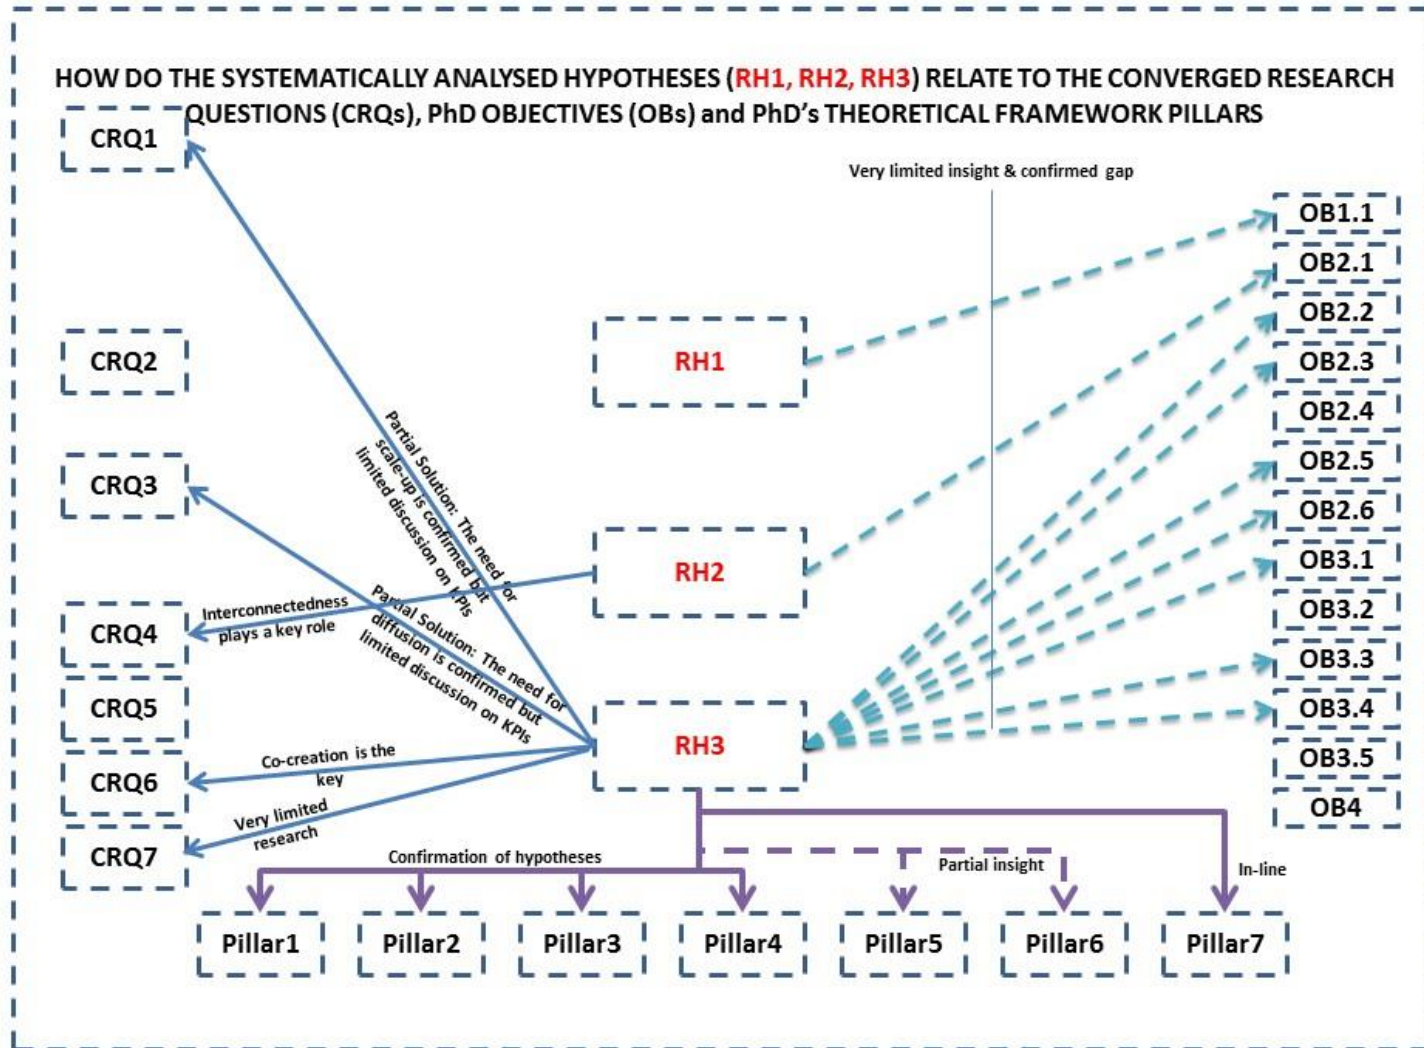 HOW DO THE SYSTEMATICALLY ANALYSED HYPOTHESES (RH1, RH2, RH3) RELATE TO THE CONVERGED RESEARCH
QUESTIONS (CRQs), PhD OBJECTIVES (OBs) and PhD's THEORETICAL FRAMEWORK PILLARS
CRQ1
CRQ2
CRQ3
CRQ4
CRQ5
CRQ6
CRQ7
Partial Solution: The need for
scale-up is confirmed but
limited discussion on KPIs
Partial Solution: The need for
diffusion is confirmed but
limited discussion on KPIs
Interconnectedness
plays a key role
Co-creation is the
key
Very limited
research
RH1
RH2
RH3
Very limited insight & confirmed gap
OB1.1
OB2.1
OB2.2
OB2.3
OB2.4
OB2.5
OB2.6
OB3.1
OB3.2
OB3.3
OB3.4
OB3.5
OB4
Confirmation of hypotheses
Partial insight
In-line
Pillar1
Pillar2
Pillar3
Pillar4
Pillar5
Pillar6
Pillar7